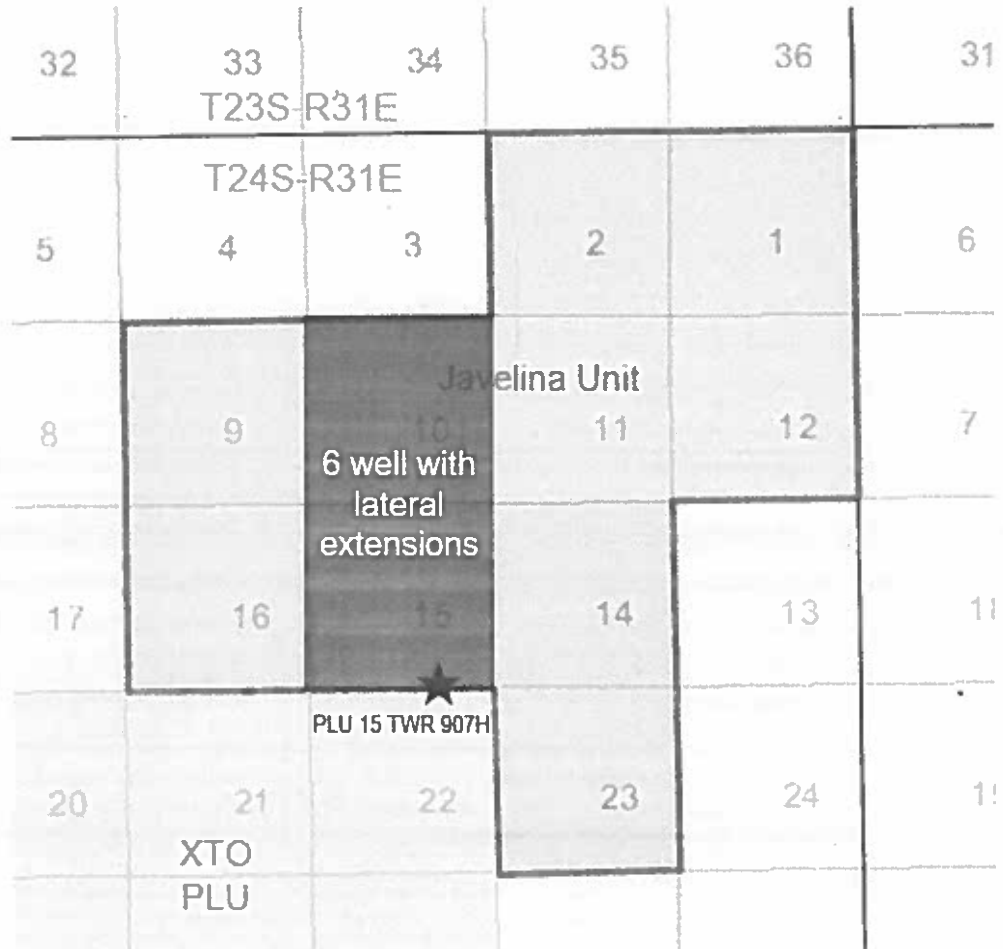 32 33 34 35 36 31
T23S-R31E
T24S-R31E
5 4 3 2 1 6
Javelina Unit
8 9 10 11 12 7
6 well with
lateral
extensions
17 16 15 14 13
PLU 15 TWR 907H
20 21 22 23 24
XTO
PLU